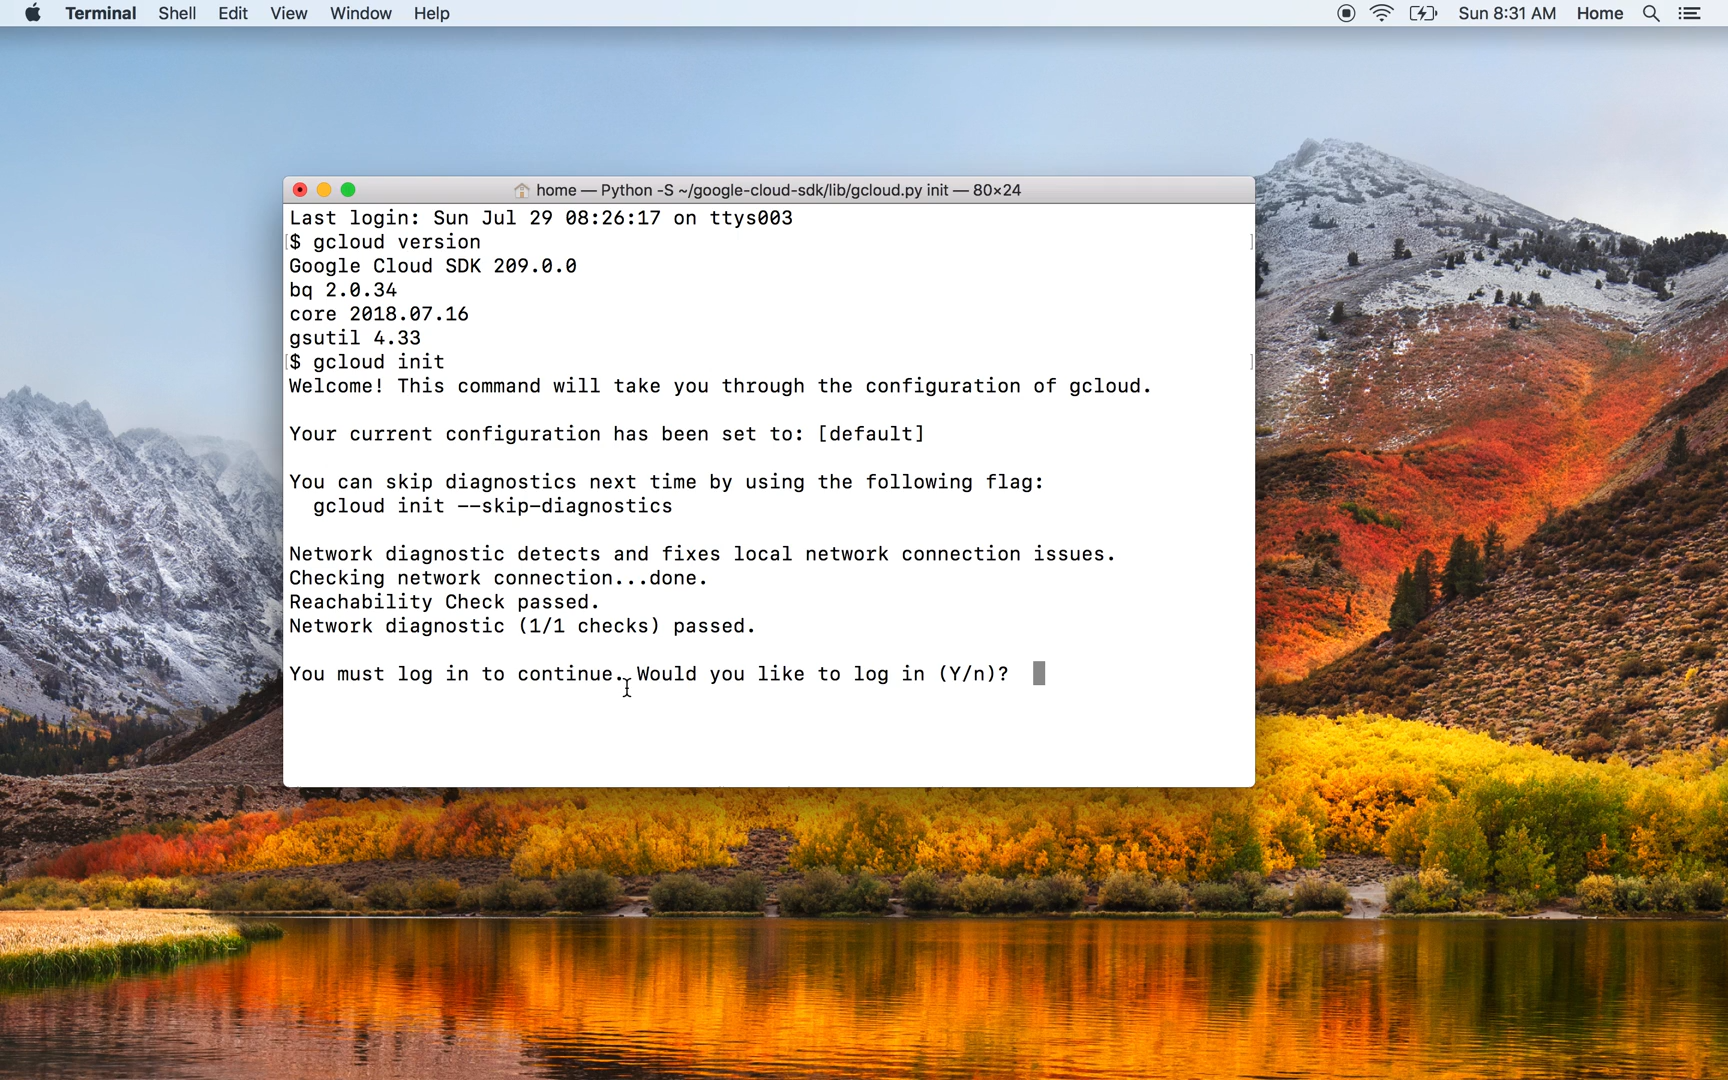 Terminal Shell Edit View Window Help Sun 8:31 AM Home
home — Python -S ~/google-cloud-sdk/lib/gcloud.py init — 80×24
Last login: Sun Jul 29 08:26:17 on ttys003
[$ gcloud version ]
Google Cloud SDK 209.0.0
bq 2.0.34
core 2018.07.16
gsutil 4.33
[$ gcloud init ]
Welcome! This command will take you through the configuration of gcloud.
Your current configuration has been set to: [default]
You can skip diagnostics next time by using the following flag:
gcloud init --skip-diagnostics
Network diagnostic detects and fixes local network connection issues.
Checking network connection...done.
Reachability Check passed.
Network diagnostic (1/1 checks) passed.
You must log in to continue. Would you like to log in (Y/n)?